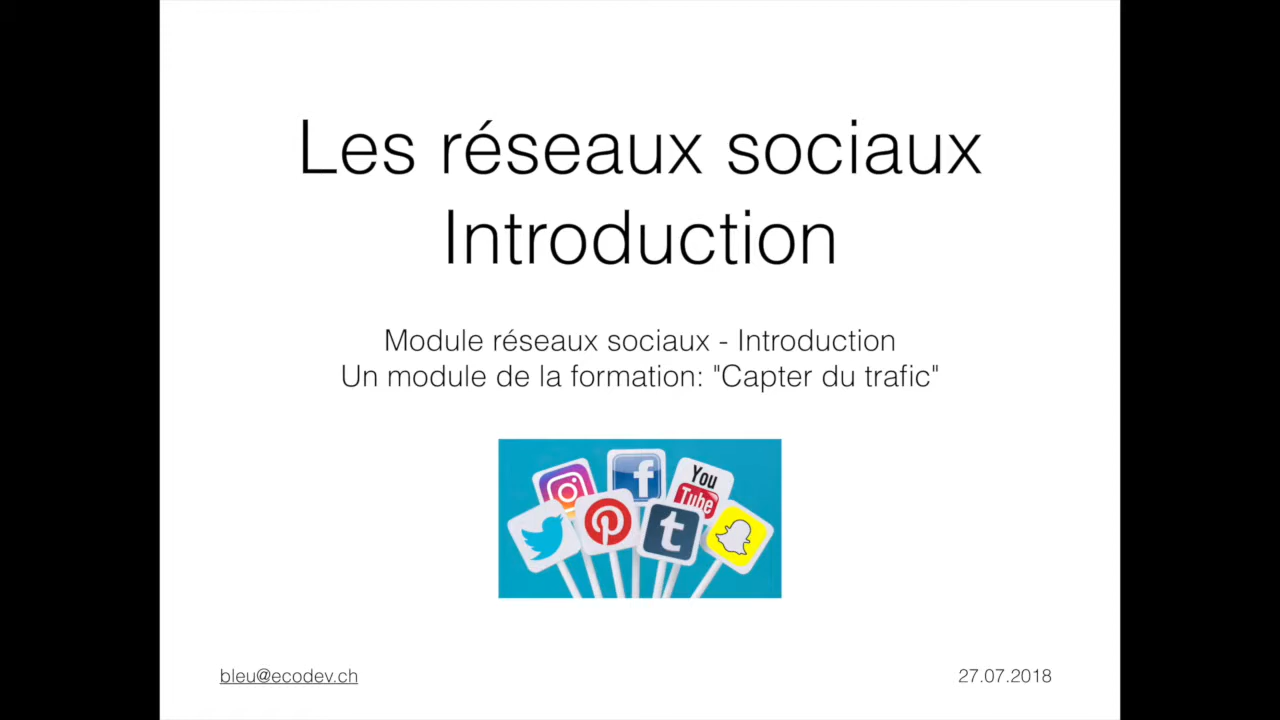 Les réseaux sociaux
Introduction
Module réseaux sociaux - Introduction
Un module de la formation: "Capter du trafic"
f
You
Tube
t
bleu@ecodev.ch
27.07.2018